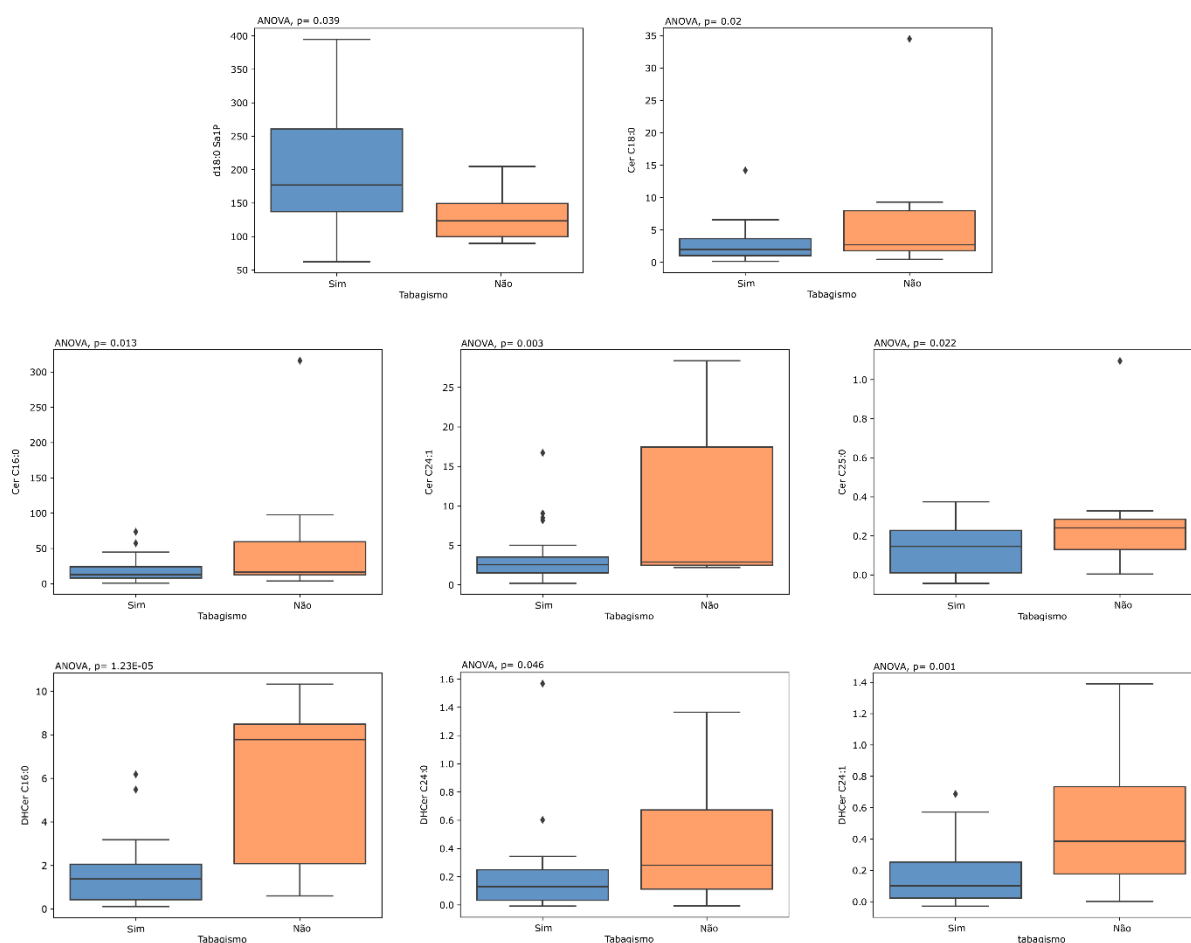 ANOVA, p= 0.039
400
350
300
250
200
150
100
50
d18:0 Sa1P
Sim
Não
Tabagismo
ANOVA, p= 0.02
35
30
25
20
15
10
5
0
Cer C18:0
Sim
Não
Tabagismo
ANOVA, p= 0.013
300
250
200
150
100
50
0
Cer C16:0
Sim
Não
Tabagismo
ANOVA, p= 0.003
25
20
15
10
5
0
Cer C24:1
Sim
Não
Tabagismo
ANOVA, p= 0.022
1.0
0.8
0.6
0.4
0.2
0.0
Cer C25:0
Sim
Não
Tabagismo
ANOVA, p= 1.23E-05
10
8
6
4
2
0
DHCer C16:0
Sim
Não
Tabagismo
ANOVA, p= 0.046
1.6
1.4
1.2
1.0
0.8
0.6
0.4
0.2
0.0
DHCer C24:0
Sim
Não
Tabagismo
ANOVA, p= 0.001
1.4
1.2
1.0
0.8
0.6
0.4
0.2
0.0
DHCer C24:1
Sim
Não
tabagismo